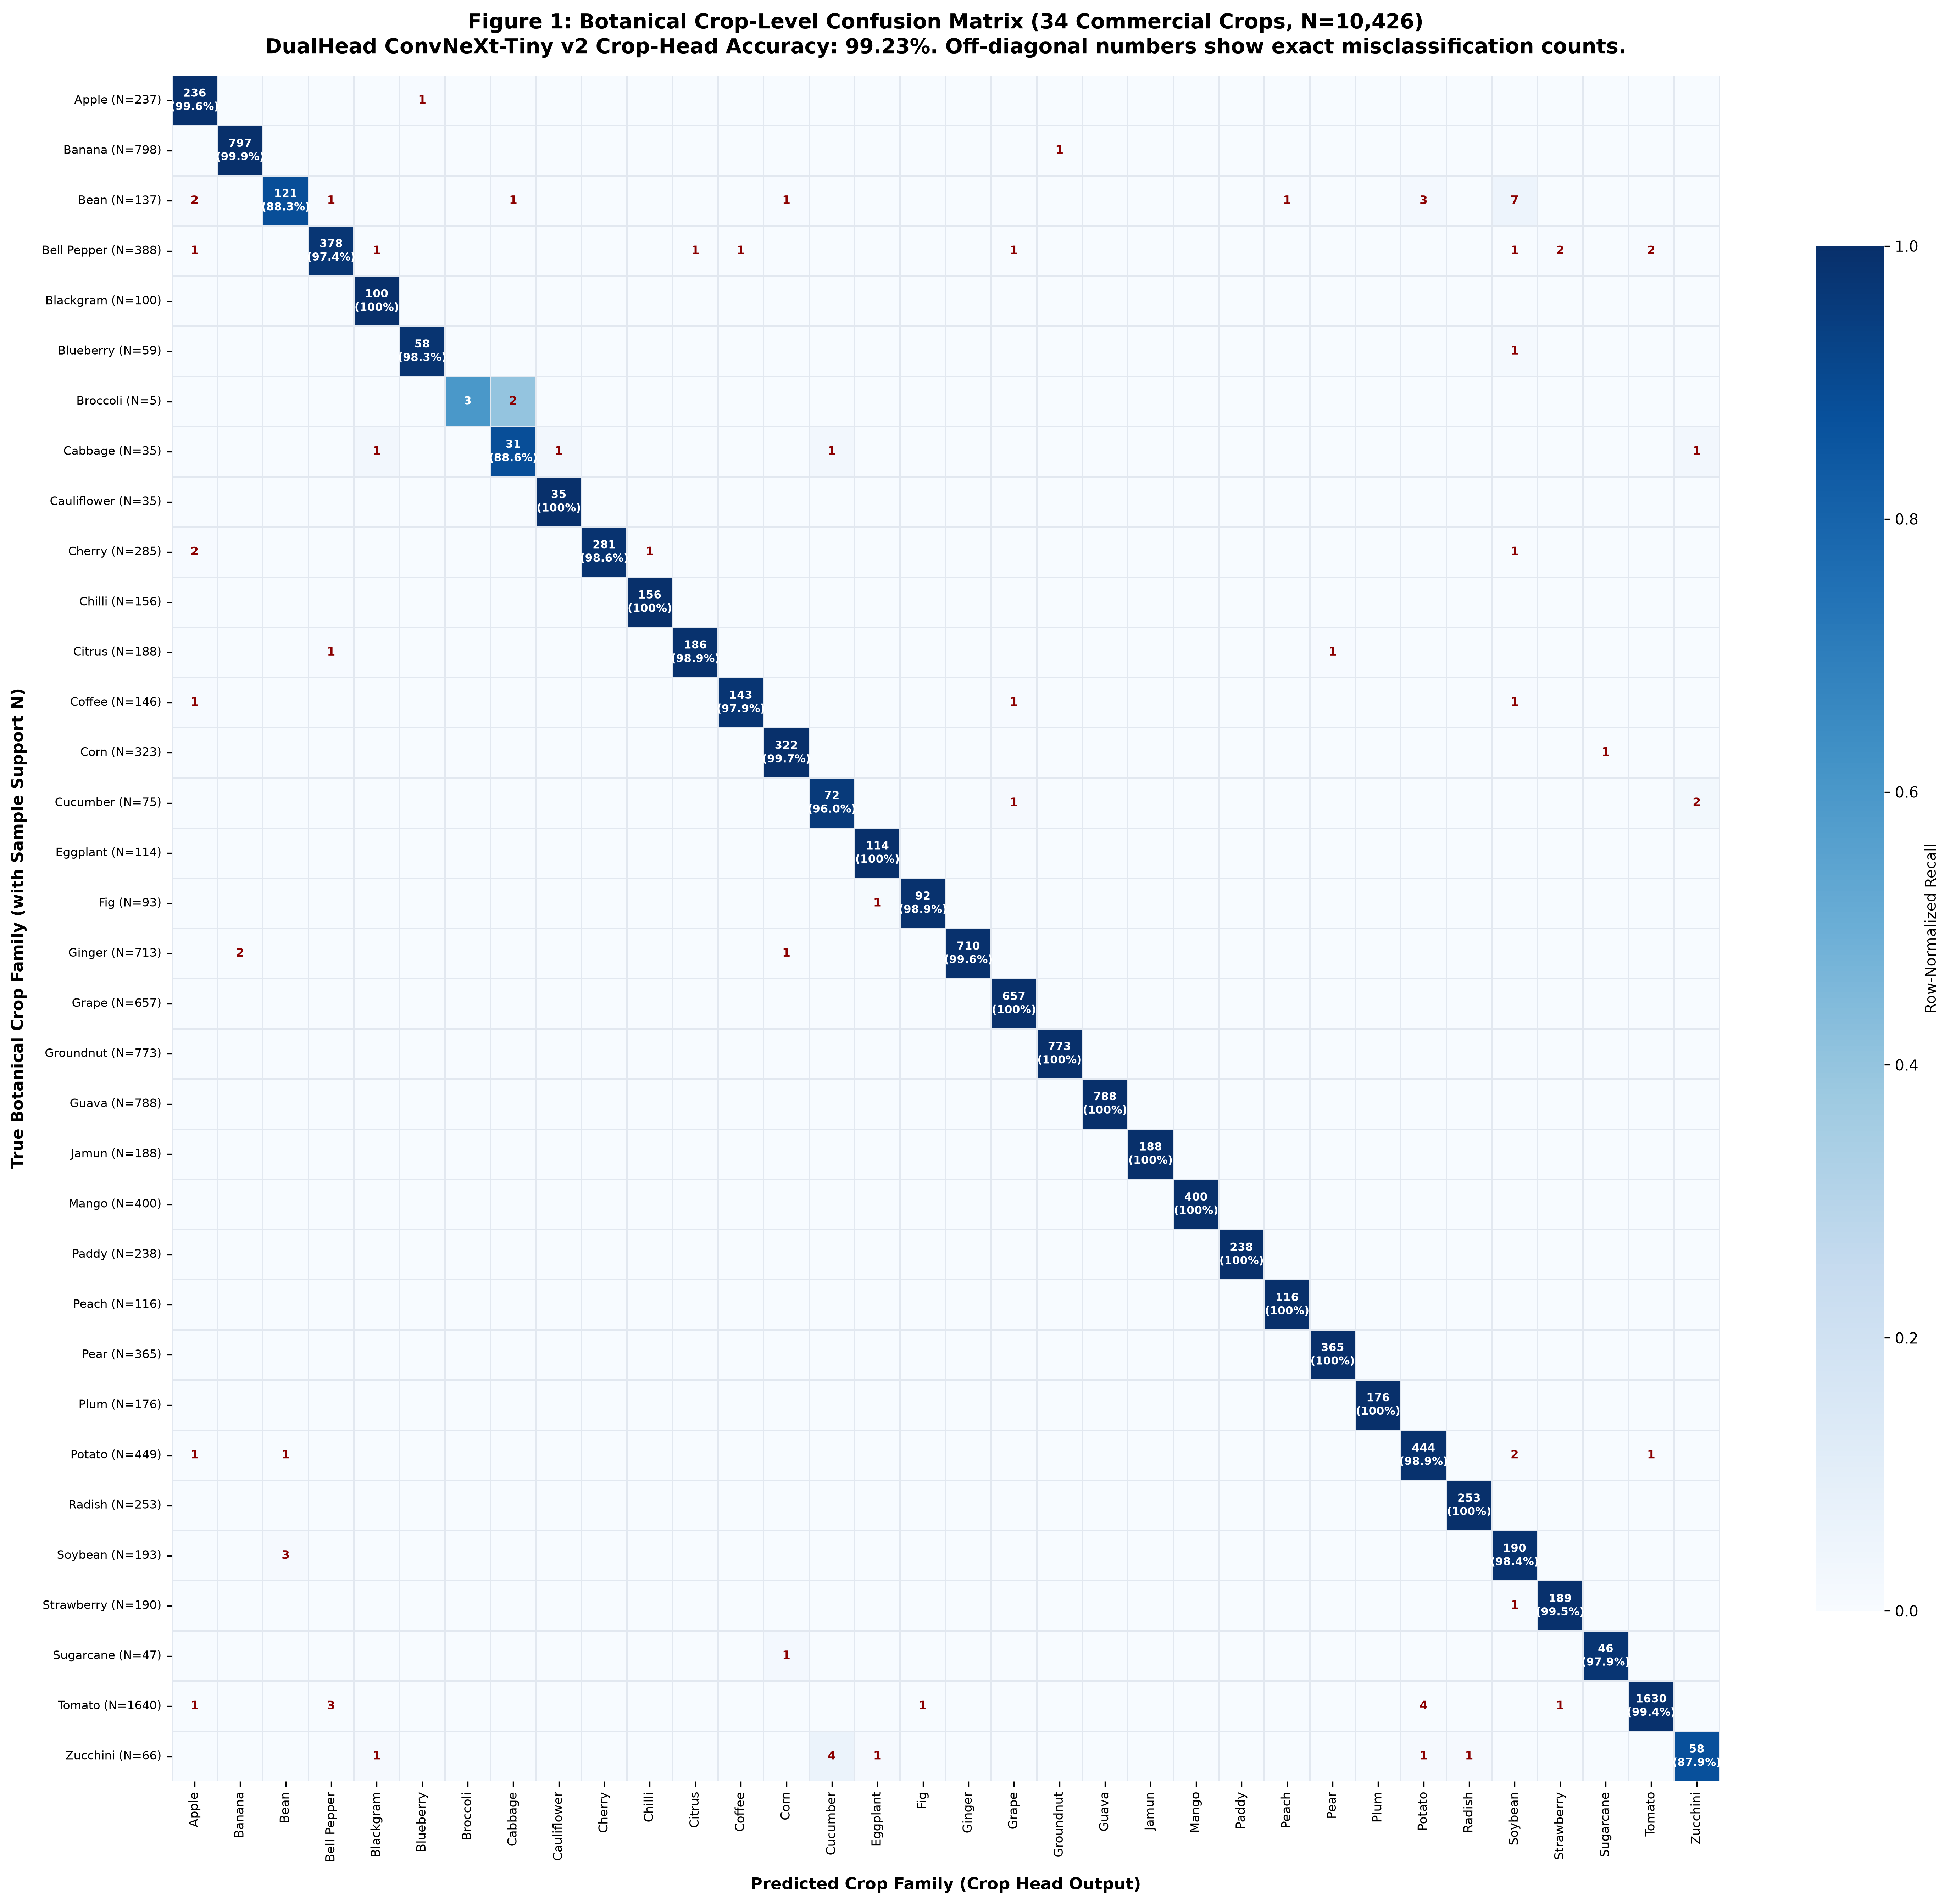 Figure 1: Botanical Crop-Level Confusion Matrix (34 Commercial Crops, N=10,426)
DualHead ConvNeXt-Tiny v2 Crop-Head Accuracy: 99.23%. Off-diagonal numbers show exact misclassification counts.
True Botanical Crop Family (with Sample Support N)
Apple (N=237) 236 1
(99.6%)
Banana (N=798) 797 1
(99.9%)
Bean (N=137) 2 121 1 1 1 1 3 7
(88.3%)
Bell Pepper (N=388) 1 378 1 1 1 1 1 2 2
(97.4%)
Blackgram (N=100) 100
(100%)
Blueberry (N=59) 58 1
(98.3%)
Broccoli (N=5) 3 2
Cabbage (N=35) 1 31 1 1 1
(88.6%)
Cauliflower (N=35) 35
(100%)
Cherry (N=285) 2 281 1 1
(98.6%)
Chilli (N=156) 156
(100%)
Citrus (N=188) 1 186 1
(98.9%)
Coffee (N=146) 1 143 1 1
(97.9%)
Corn (N=323) 322 1
(99.7%)
Cucumber (N=75) 72 1 2
(96.0%)
Eggplant (N=114) 114
(100%)
Fig (N=93) 1 92
(98.9%)
Ginger (N=713) 2 1 710
(99.6%)
Grape (N=657) 657
(100%)
Groundnut (N=773) 773
(100%)
Guava (N=788) 788
(100%)
Jamun (N=188) 188
(100%)
Mango (N=400) 400
(100%)
Paddy (N=238) 238
(100%)
Peach (N=116) 116
(100%)
Pear (N=365) 365
(100%)
Plum (N=176) 176
(100%)
Potato (N=449) 1 1 444 2 1
(98.9%)
Radish (N=253) 253
(100%)
Soybean (N=193) 3 190
(98.4%)
Strawberry (N=190) 1 189
(99.5%)
Sugarcane (N=47) 1 46
(97.9%)
Tomato (N=1640) 1 3 1 4 1 1630
(99.4%)
Zucchini (N=66) 1 4 1 1 1 58
(87.9%)
Apple
Banana
Bean
Bell Pepper
Blackgram
Blueberry
Broccoli
Cabbage
Cauliflower
Cherry
Chilli
Citrus
Coffee
Corn
Cucumber
Eggplant
Fig
Ginger
Grape
Groundnut
Guava
Jamun
Mango
Paddy
Peach
Pear
Plum
Potato
Radish
Soybean
Strawberry
Sugarcane
Tomato
Zucchini
Predicted Crop Family (Crop Head Output)
1.0
0.8
0.6
0.4
0.2
0.0
Row-Normalized Recall